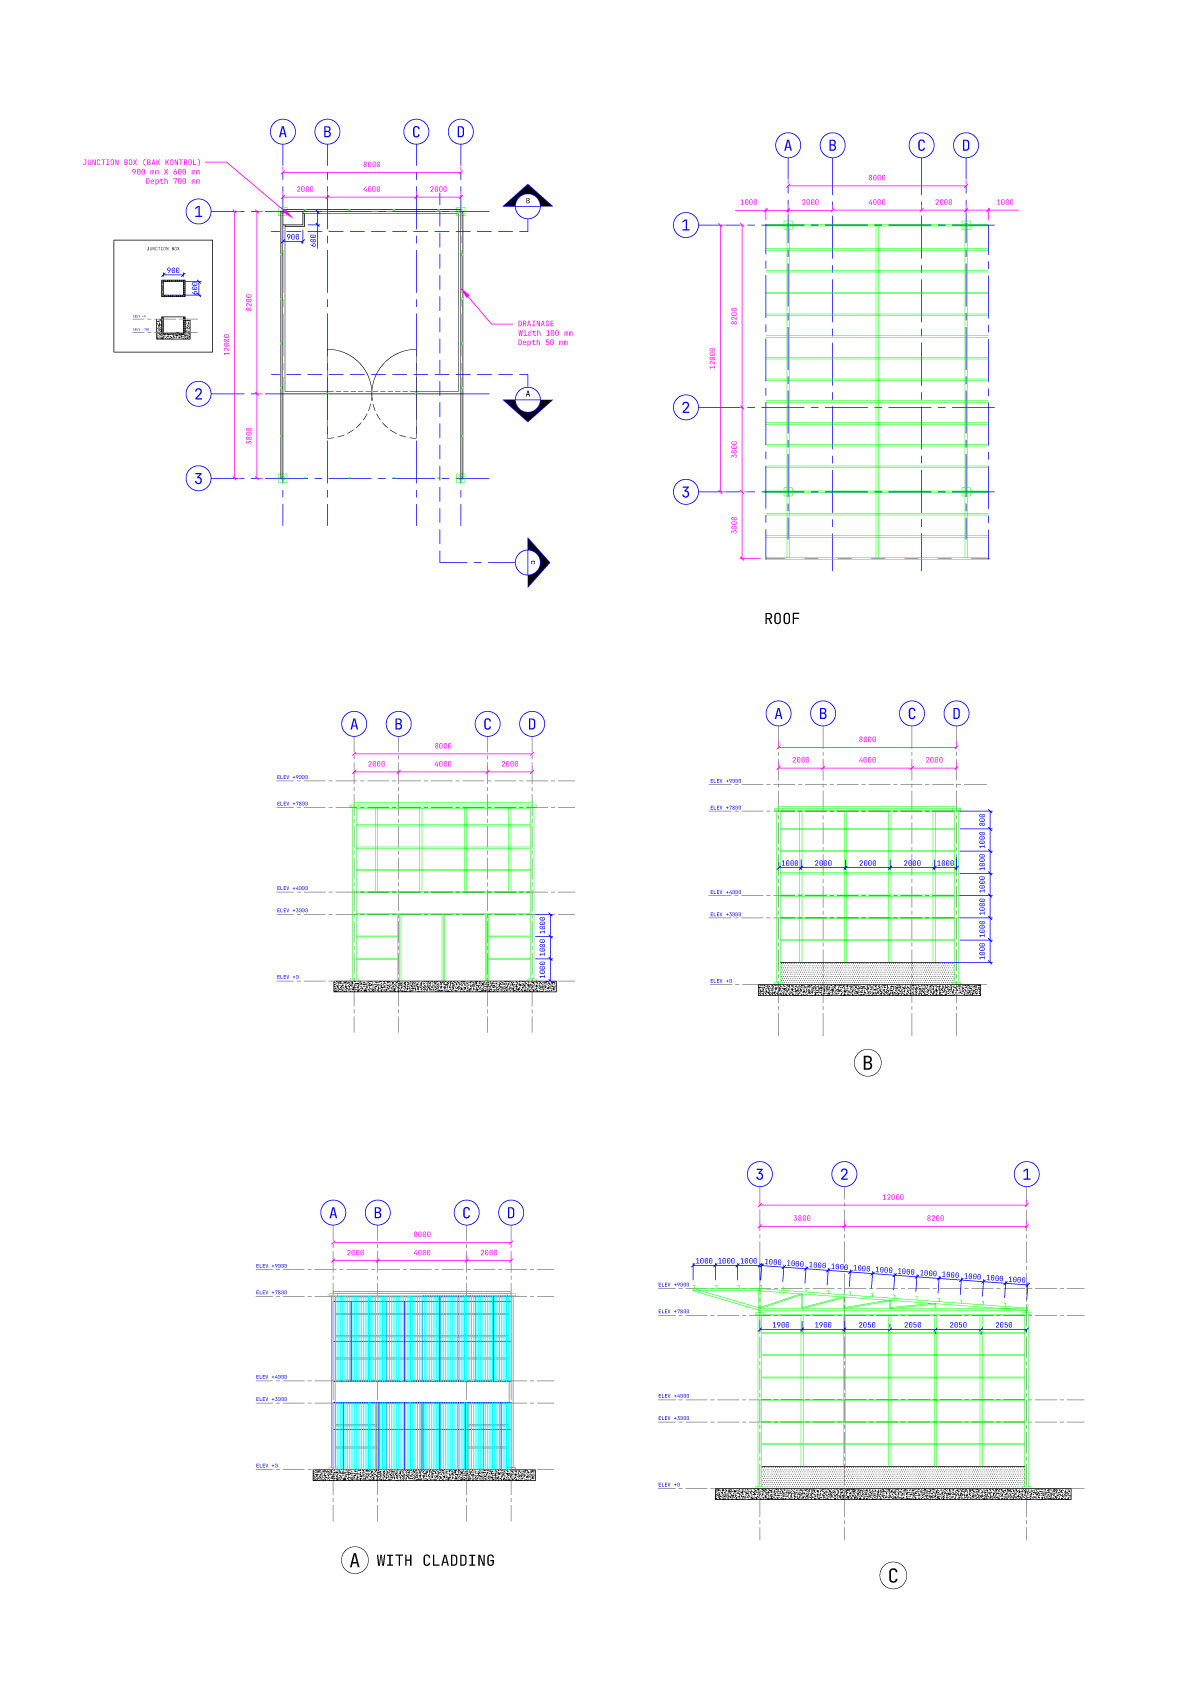 A B C D
8000
2000 4000 2000
JUNCTION BOX (BAK KONTROL)
900 mm X 600 mm
Depth 700 mm
B
1
900
600
JUNCTION BOX
900
600
ELEV +0
ELEV -700
8200
12000
DRAINAGE
Width 300 mm
Depth 50 mm
2
A
3800
3
C
A B C D
8000
1000 2000 4000 2000 1000
1
8200
12000
2
3800
3
3000
ROOF
A B C D
8000
2000 4000 2000
ELEV +9000
ELEV +7800
ELEV +4000
ELEV +3000
1000
1000
1000
ELEV +0
A B C D
8000
2000 4000 2000
ELEV +9000
ELEV +7800
800
1000
1000 2000 2000 2000 1000
1000
1000
ELEV +4000
1000
ELEV +3000
1000
1000
ELEV +0
B
A B C D
8000
2000 4000 2000
ELEV +9000
ELEV +7800
ELEV +4000
ELEV +3000
ELEV +0
A WITH CLADDING
3 2 1
12000
3800 8200
1000 1000 1000 1000 1000 1000 1000 1000 1000 1000 1000 1000 1000 1000 1000
ELEV +9000
ELEV +7800
1900 1900 2050 2050 2050 2050
ELEV +4000
ELEV +3000
ELEV +0
C